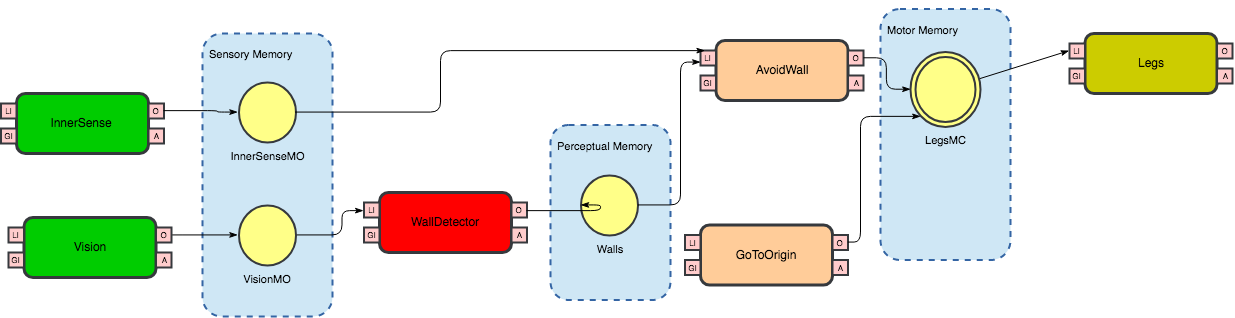 Sensory Memory
LI
GI
InnerSense
O
A
InnerSenseMO
LI
GI
Vision
O
A
VisionMO
LI
GI
WallDetector
O
A
Perceptual Memory
Walls
LI
GI
AvoidWall
O
A
LI
GI
GoToOrigin
O
A
Motor Memory
LegsMC
LI
GI
Legs
O
A